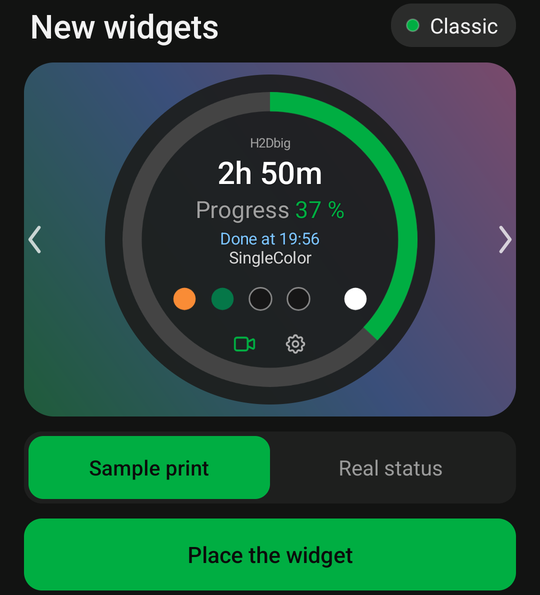 New widgets
Classic
H2Dbig
2h 50m
Progress 37 %
Done at 19:56
SingleColor
Sample print
Real status
Place the widget